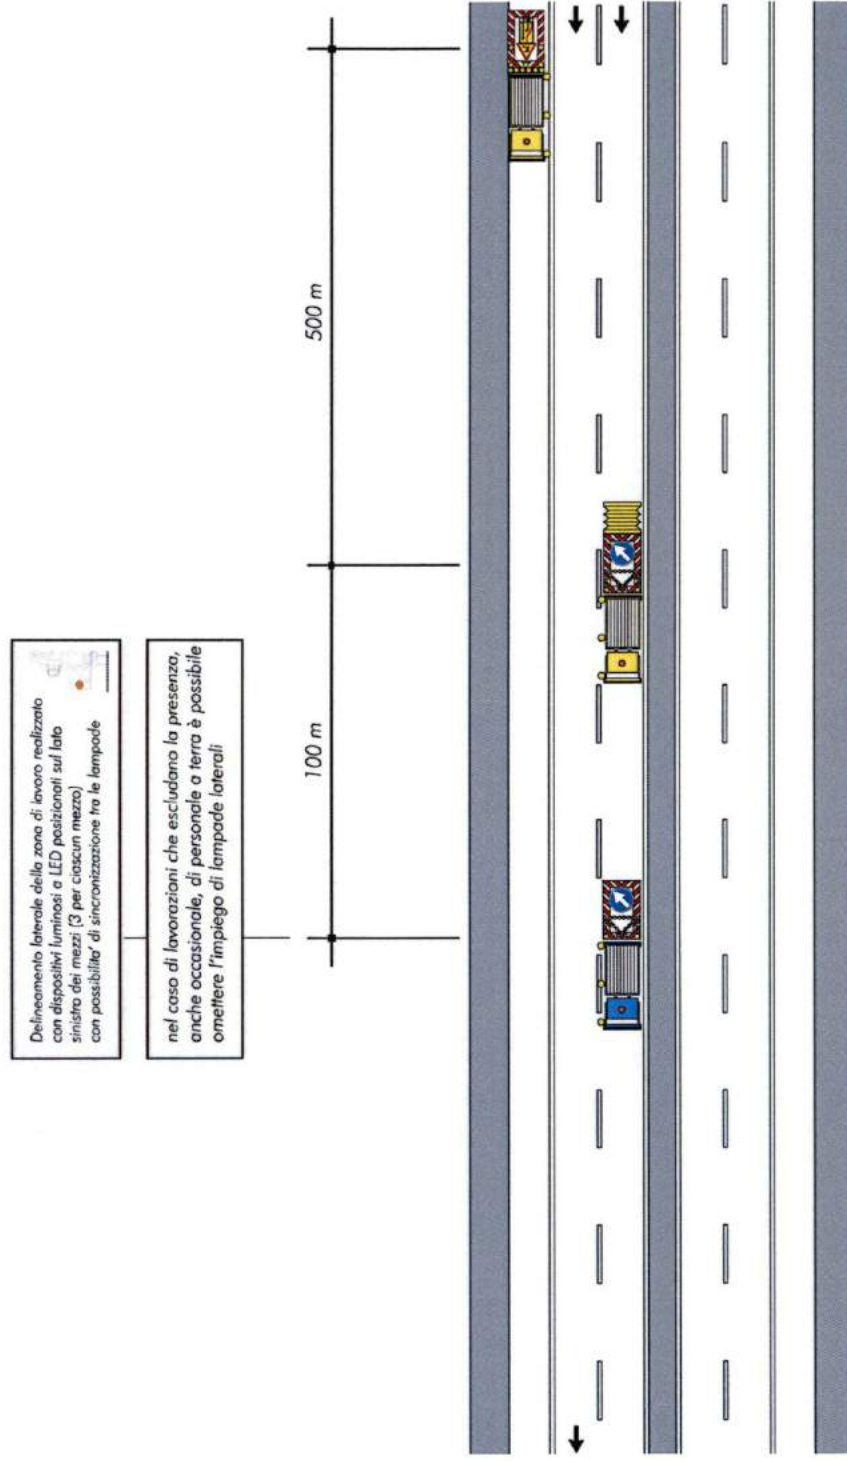 Delineamento laterale della zona di lavoro realizzato
con dispositivi luminosi a LED posizionati sul lato
sinistro dei mezzi (3 per ciascun mezzo)
con possibilita' di sincronizzazione tra le lampade
nel caso di lavorazioni che escludano la presenza,
anche occasionale, di personale a terra è possibile
omettere l'impiego di lampade laterali
100 m
500 m